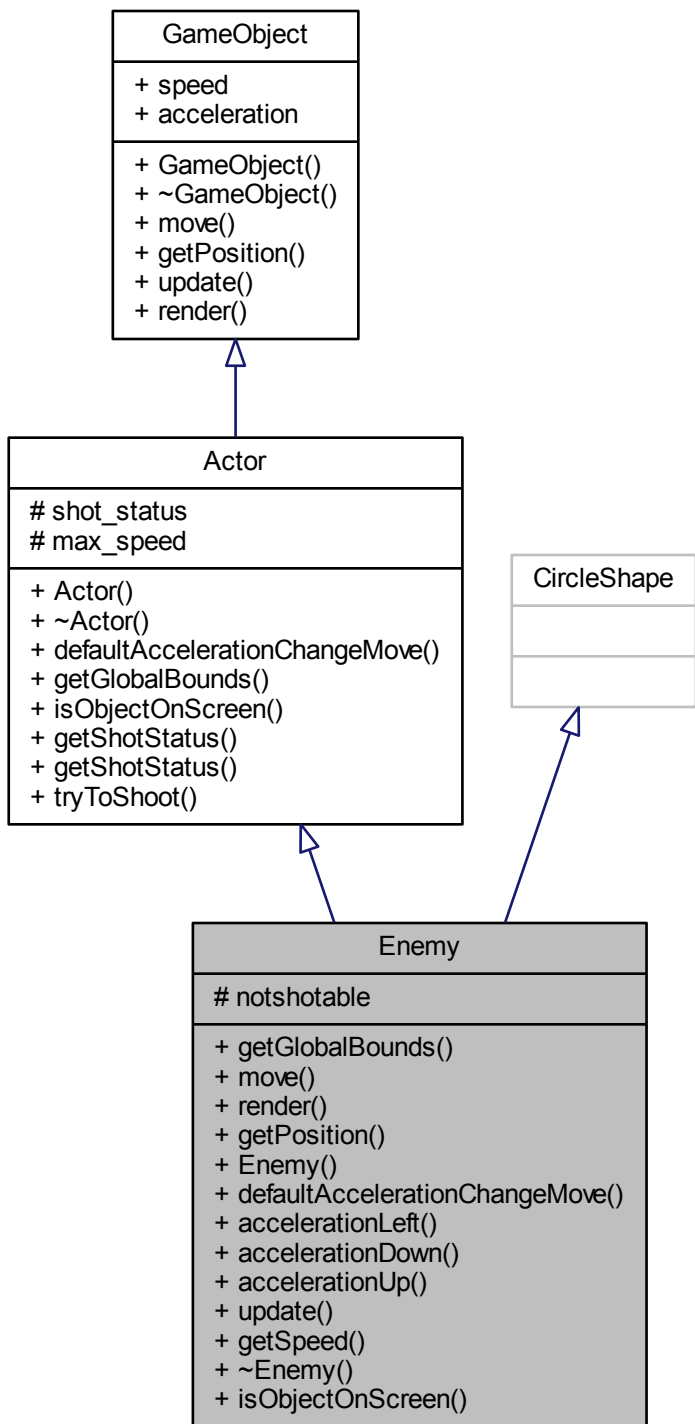 GameObject
+ speed
+ acceleration
+ GameObject()
+ ~GameObject()
+ move()
+ getPosition()
+ update()
+ render()
Actor
# shot_status
# max_speed
+ Actor()
+ ~Actor()
+ defaultAccelerationChangeMove()
+ getGlobalBounds()
+ isObjectOnScreen()
+ getShotStatus()
+ getShotStatus()
+ tryToShoot()
CircleShape
Enemy
# notshotable
+ getGlobalBounds()
+ move()
+ render()
+ getPosition()
+ Enemy()
+ defaultAccelerationChangeMove()
+ accelerationLeft()
+ accelerationDown()
+ accelerationUp()
+ update()
+ getSpeed()
+ ~Enemy()
+ isObjectOnScreen()